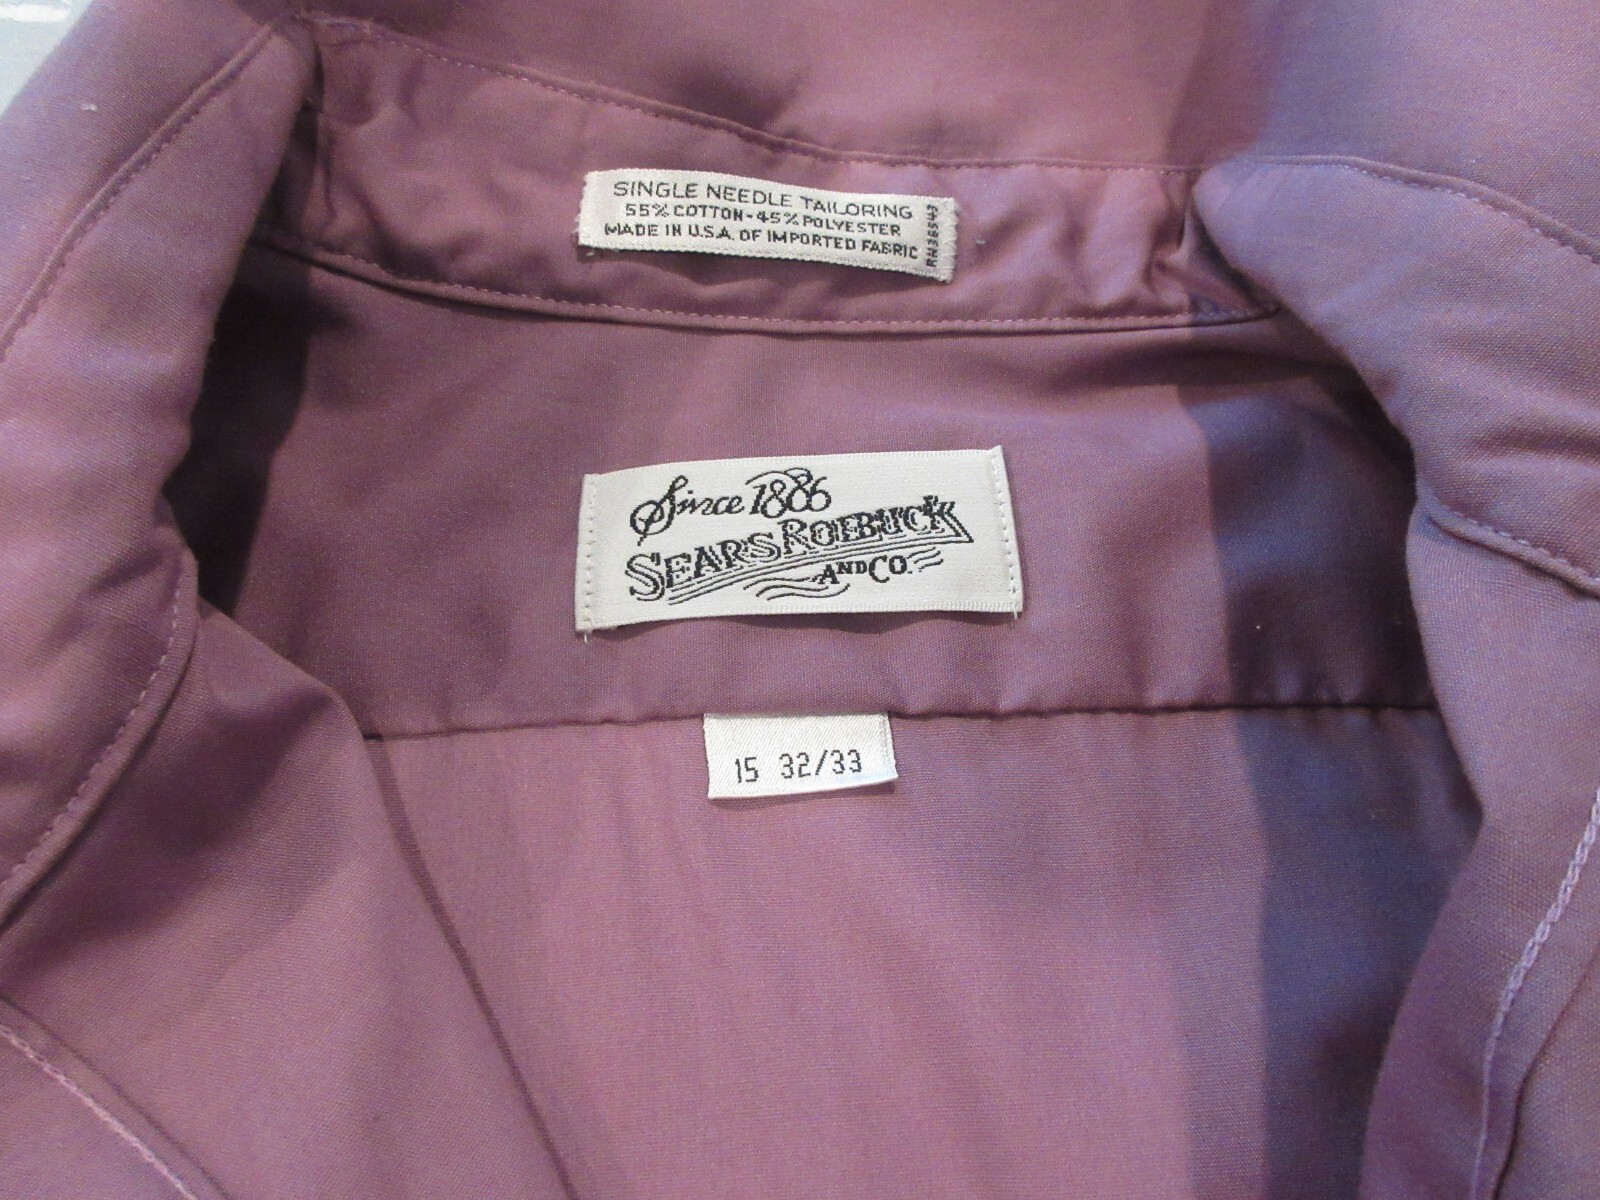 SINGLE NEEDLE TAILORING
55% COTTON-45% POLYESTER
MADE IN U.S.A. OF IMPORTED FABRIC
RN36543
Since 1886
SEARS ROEBUCK
AND CO.
15 32/33